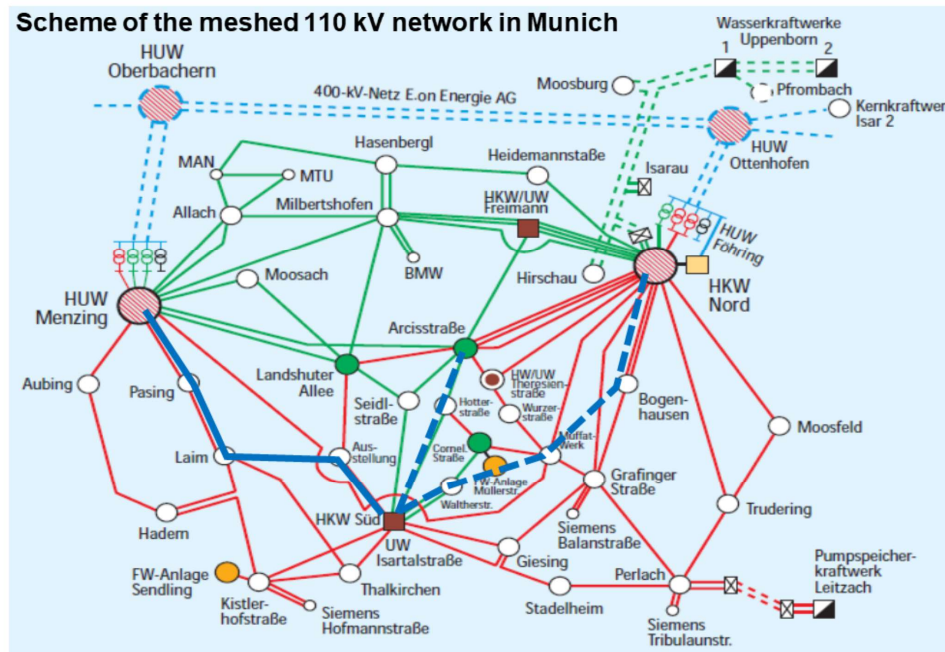 Scheme of the meshed 110 kV network in Munich
HUW
Oberbachern
400-kV-Netz E.on Energie AG
Wasserkraftwerke
Uppenborn
1
2
Moosburg
Pfrombach
Kernkraftwerk
Isar 2
HUW
Ottenhofen
MAN
MTU
Hasenbergl
Heidemannstaße
Isarau
Allach
Milbertshofen
HKW/UW
Freimann
HUW
Föhring
Moosach
BMW
Hirschau
HKW
Nord
HUW
Menzing
Arcisstraße
Aubing
Pasing
Landshuter
Allee
Seidl-
straße
HW/UW
Theresien-
straße
Hotter-
straße
Wurzer-
straße
Bogen-
hausen
Moosfeld
Laim
Aus-
stellung
Cornel.
Straße
Muffat-
Werk
FW-Anlage
Müllerstr.
Grafinger
Straße
Waltherstr.
Hadern
HKW Süd
UW
Isartalstraße
Siemens
Balanstraße
Trudering
Giesing
FW-Anlage
Sendling
Thalkirchen
Perlach
Pumpspeicher-
kraftwerk
Leitzach
Kistler-
hofstraße
Siemens
Hofmannstraße
Stadelheim
Siemens
Tribulaunstr.